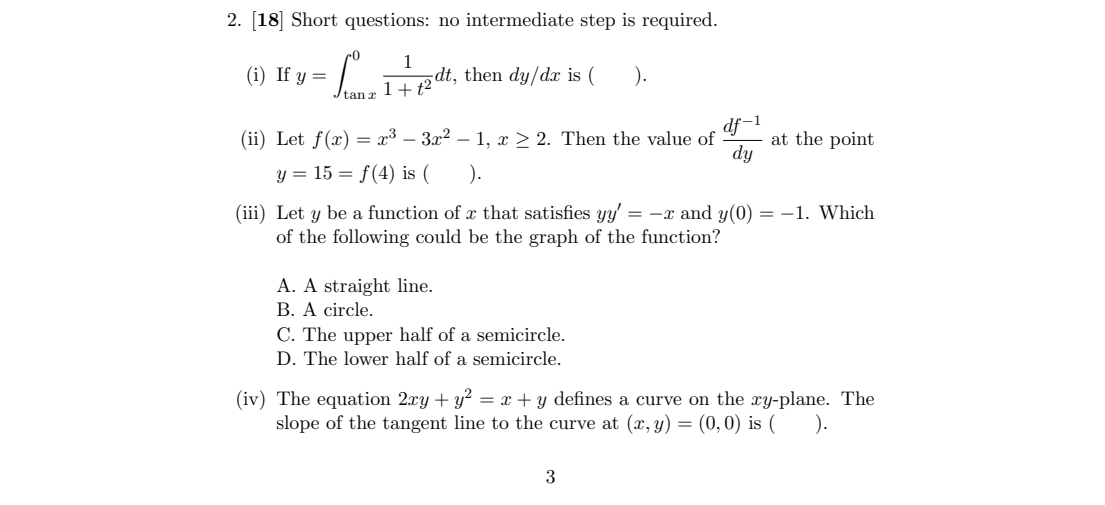 2. [18] Short questions: no intermediate step is required.
(i) If y = ∫_{tan x}^{0} 1/(1 + t²) dt, then dy/dx is (      ).
(ii) Let f(x) = x³ − 3x² − 1, x ≥ 2. Then the value of df⁻¹/dy at the point
y = 15 = f(4) is (      ).
(iii) Let y be a function of x that satisfies yy′ = −x and y(0) = −1. Which
of the following could be the graph of the function?
A. A straight line.
B. A circle.
C. The upper half of a semicircle.
D. The lower half of a semicircle.
(iv) The equation 2xy + y² = x + y defines a curve on the xy-plane. The
slope of the tangent line to the curve at (x, y) = (0, 0) is (      ).
3